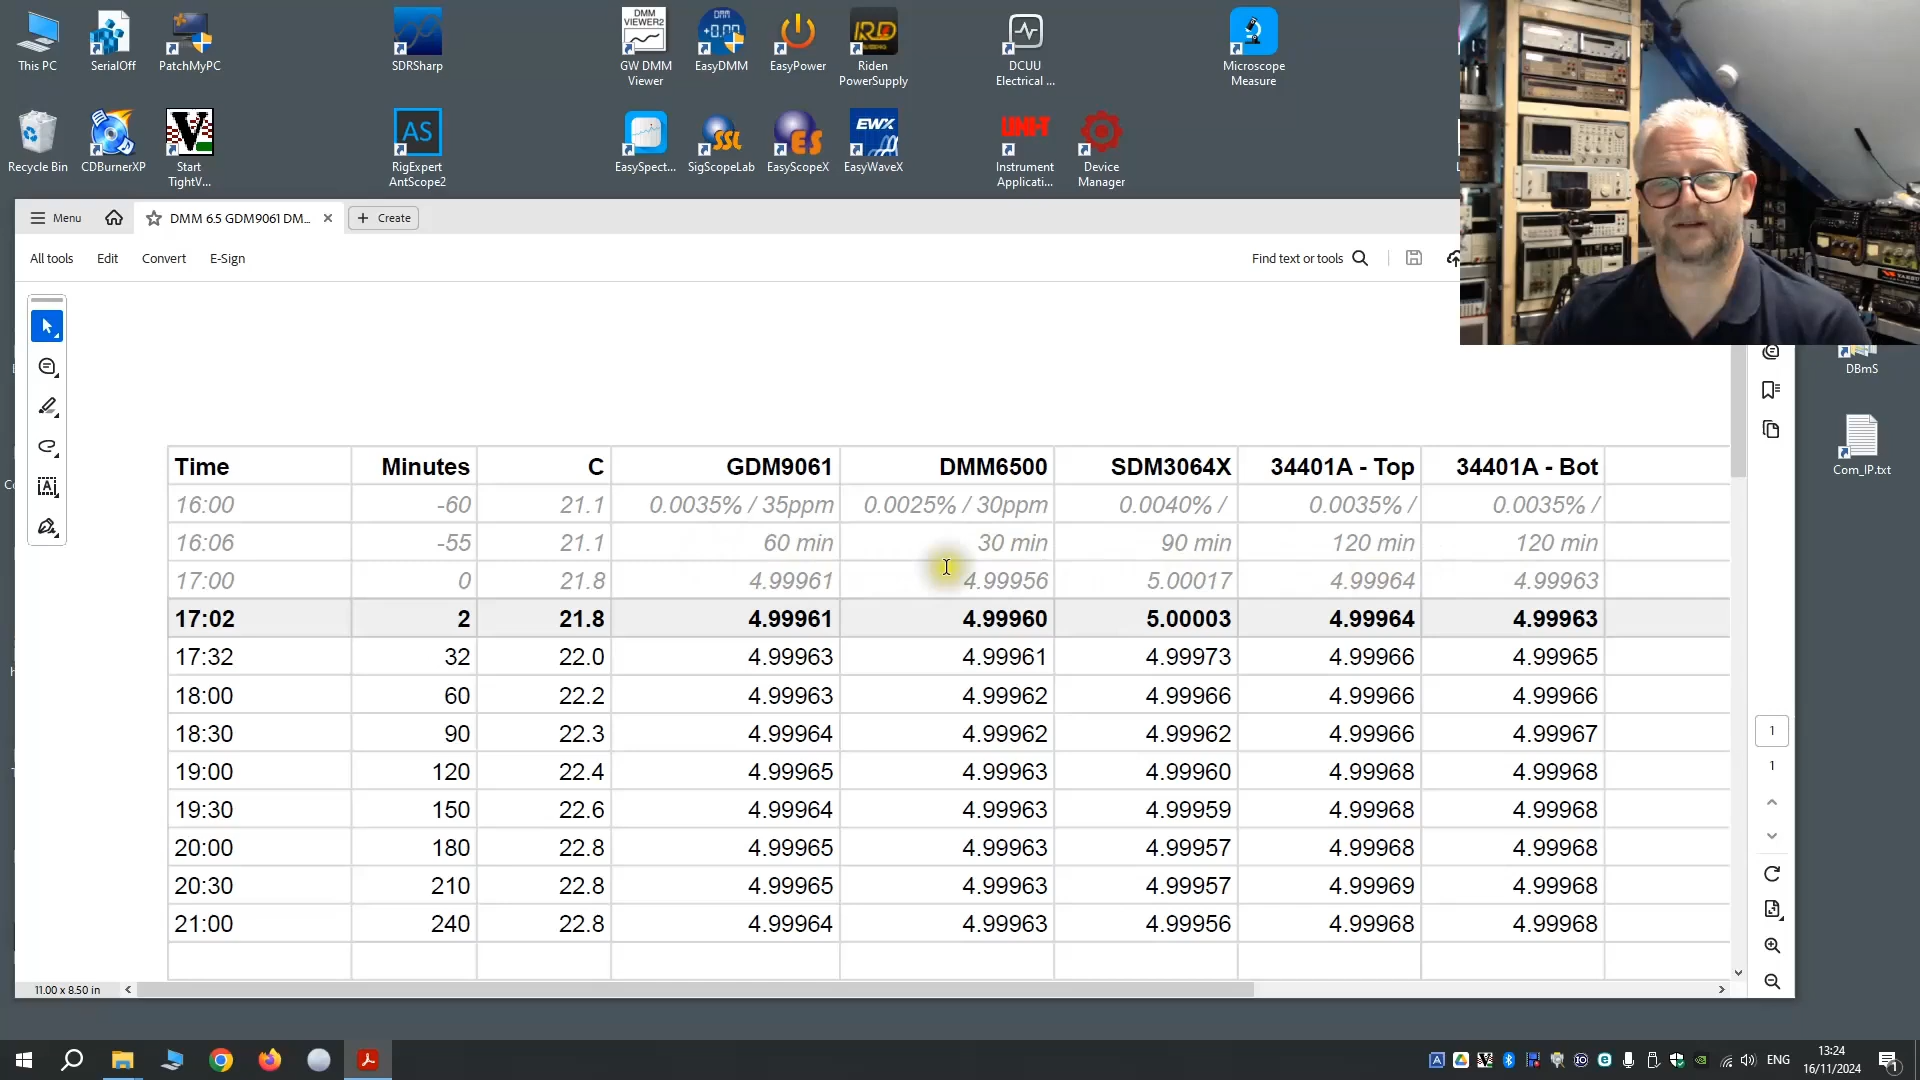 This PC
SerialOff
PatchMyPC
SDRSharp
DMM
VIEWER2
GW DMM
Viewer
DMM
EasyDMM
EasyPower
Riden
PowerSupply
DCUU
Electrical ...
Microscope
Measure
Recycle Bin
CDBurnerXP
Start
TightV...
AS
RigExpert
AntScope2
EasySpect...
SSL
SigScopeLab
ES
EasyScopeX
EWX
EasyWaveX
UNI-T
Instrument
Applicati...
Device
Manager
Menu
DMM 6.5 GDM9061 DM...
Create
All tools
Edit
Convert
E-Sign
Find text or tools
DBmS
Com_IP.txt
Time Minutes C GDM9061 DMM6500 SDM3064X 34401A - Top 34401A - Bot
16:00 -60 21.1 0.0035% / 35ppm 0.0025% / 30ppm 0.0040% / 0.0035% / 0.0035% /
16:06 -55 21.1 60 min 30 min 90 min 120 min 120 min
17:00 0 21.8 4.99961 4.99956 5.00017 4.99964 4.99963
17:02 2 21.8 4.99961 4.99960 5.00003 4.99964 4.99963
17:32 32 22.0 4.99963 4.99961 4.99973 4.99966 4.99965
18:00 60 22.2 4.99963 4.99962 4.99966 4.99966 4.99966
18:30 90 22.3 4.99964 4.99962 4.99962 4.99966 4.99967
19:00 120 22.4 4.99965 4.99963 4.99960 4.99968 4.99968
19:30 150 22.6 4.99964 4.99963 4.99959 4.99968 4.99968
20:00 180 22.8 4.99965 4.99963 4.99957 4.99968 4.99968
20:30 210 22.8 4.99965 4.99963 4.99957 4.99969 4.99968
21:00 240 22.8 4.99964 4.99963 4.99956 4.99968 4.99968
1
1
11.00 x 8.50 in
ENG
13:24
16/11/2024
1